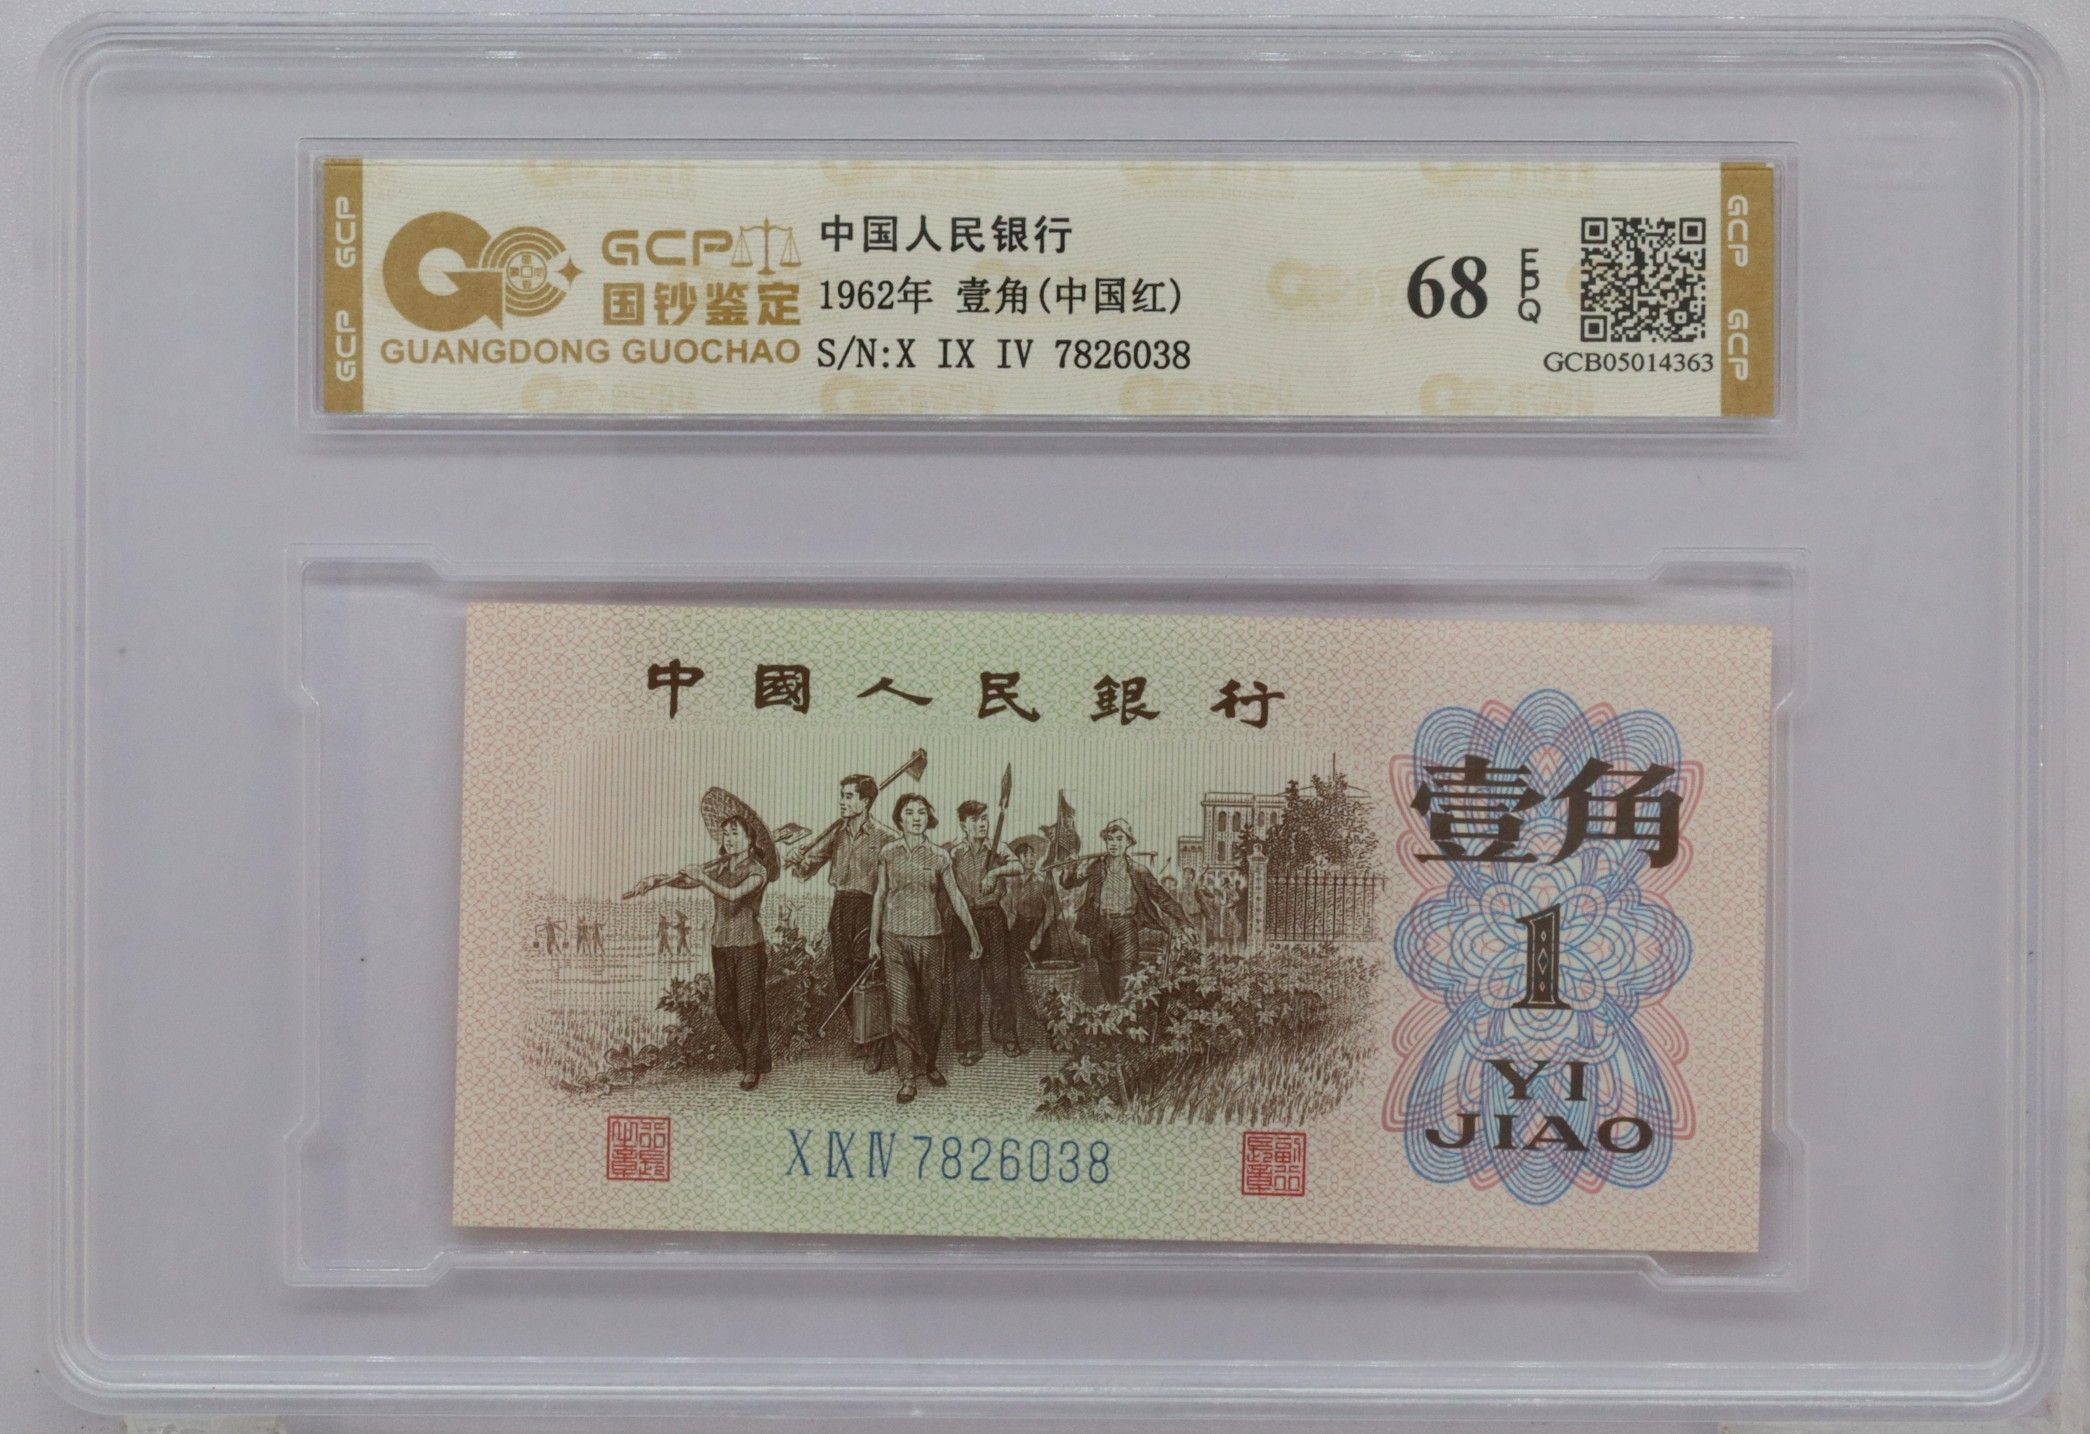 GCP
GCP
GCP
国钞鉴定
GUANGDONG GUOCHAO
中国人民银行
1962年 壹角(中国红)
S/N:X IX IV 7826038
68
EPQ
GCB05014363
GCP
GCP
中國人民銀行
壹角
1
YI
JIAO
X IX IV 7826038